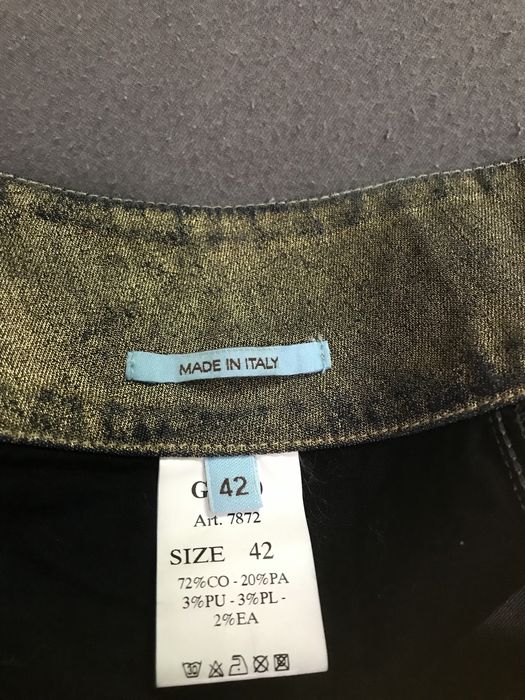 MADE IN ITALY
42
Art. 7872
SIZE 42
72%CO - 20%PA
3%PU - 3%PL -
2%EA